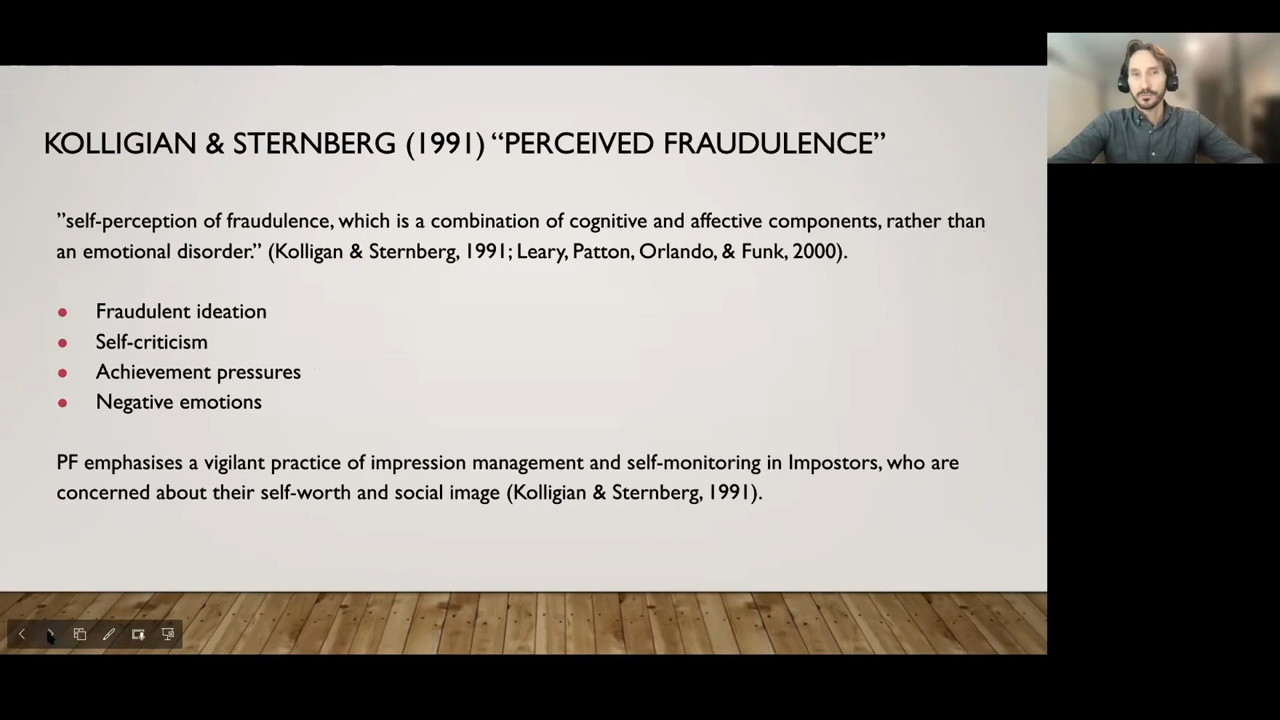 KOLLIGIAN & STERNBERG (1991) “PERCEIVED FRAUDULENCE”
”self-perception of fraudulence, which is a combination of cognitive and affective components, rather than
an emotional disorder.” (Kolligan & Sternberg, 1991; Leary, Patton, Orlando, & Funk, 2000).
● Fraudulent ideation
● Self-criticism
● Achievement pressures
● Negative emotions
PF emphasises a vigilant practice of impression management and self-monitoring in Impostors, who are
concerned about their self-worth and social image (Kolligian & Sternberg, 1991).